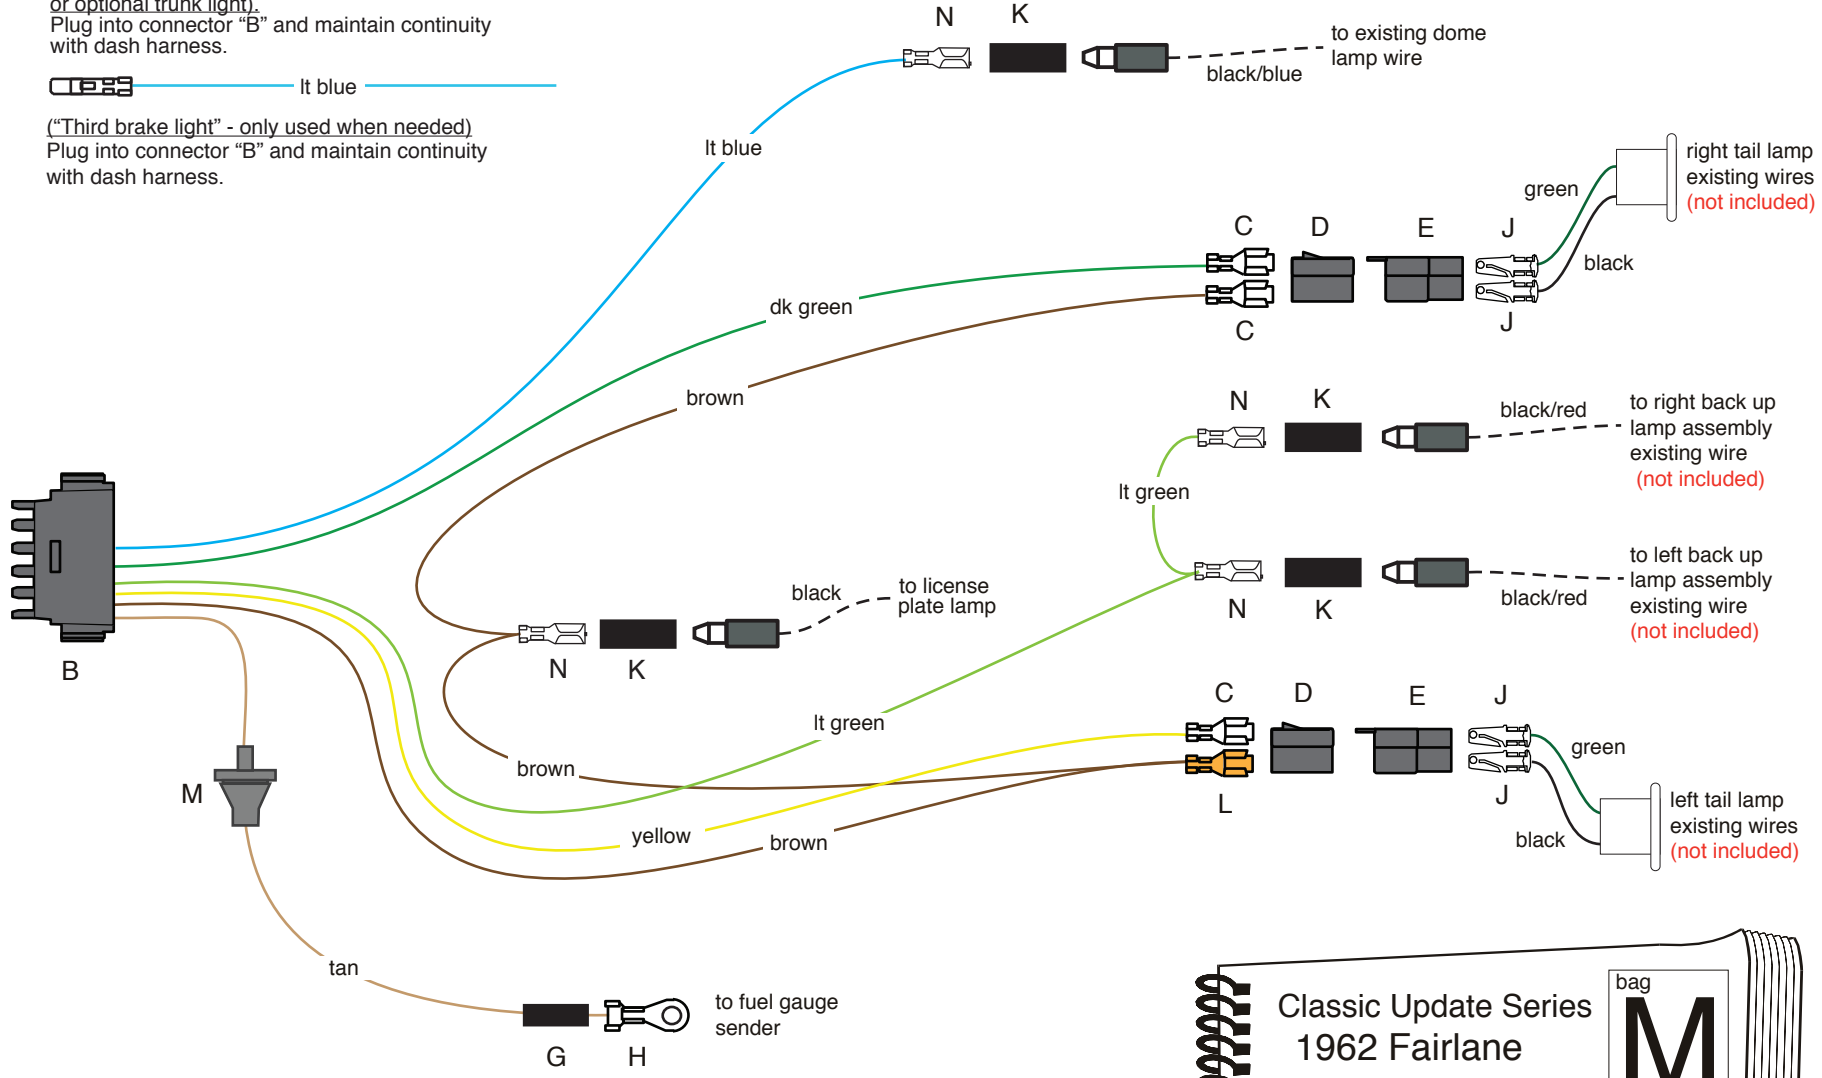 or optional trunk light).
Plug into connector “B” and maintain continuity
with dash harness.
lt blue
(“Third brake light” - only used when needed)
Plug into connector “B” and maintain continuity
with dash harness.
N K
to existing dome
lamp wire
black/blue
lt blue
right tail lamp
existing wires
(not included)
green
black
C D E J
C J
dk green
brown
N K
black/red
to right back up
lamp assembly
existing wire
(not included)
lt green
N K
black/red
to left back up
lamp assembly
existing wire
(not included)
black
to license
plate lamp
N K
B
C D E J
L J
lt green
brown
yellow
brown
green
black
left tail lamp
existing wires
(not included)
M
tan
to fuel gauge
sender
G H
Classic Update Series
1962 Fairlane
bag
M